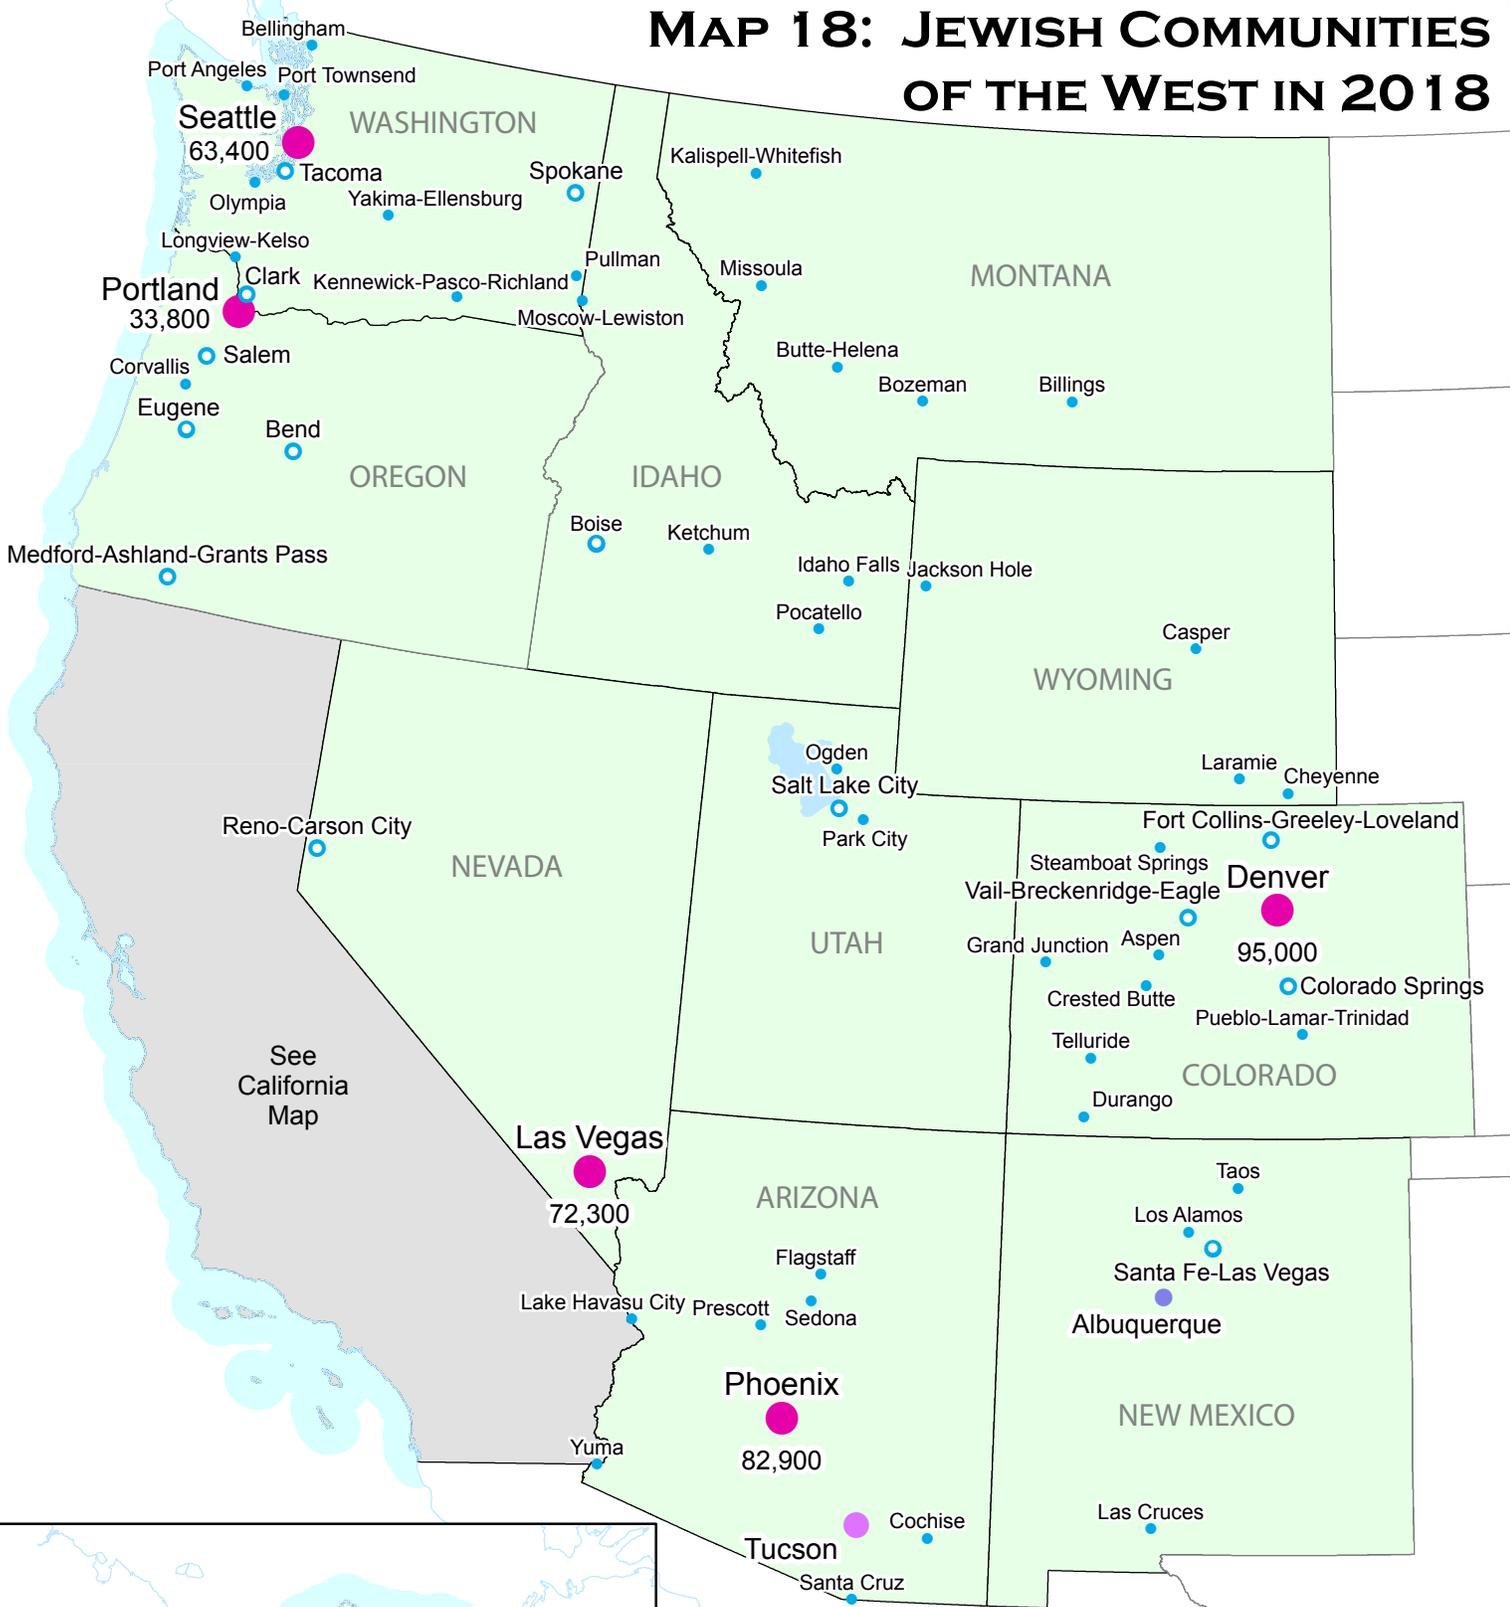 MAP 18: JEWISH COMMUNITIES
OF THE WEST IN 2018
Bellingham
Port Angeles
Port Townsend
Seattle
63,400
WASHINGTON
Tacoma
Spokane
Olympia
Yakima-Ellensburg
Longview-Kelso
Clark
Kennewick-Pasco-Richland
Pullman
Portland
33,800
Moscow-Lewiston
Kalispell-Whitefish
Missoula
MONTANA
Butte-Helena
Bozeman
Billings
Salem
Corvallis
Eugene
Bend
OREGON
Medford-Ashland-Grants Pass
IDAHO
Boise
Ketchum
Idaho Falls
Pocatello
Jackson Hole
Casper
WYOMING
Laramie
Cheyenne
Reno-Carson City
NEVADA
Ogden
Salt Lake City
Park City
UTAH
Fort Collins-Greeley-Loveland
Steamboat Springs
Vail-Breckenridge-Eagle
Denver
95,000
Grand Junction
Aspen
Crested Butte
Colorado Springs
Pueblo-Lamar-Trinidad
Telluride
COLORADO
Durango
See
California
Map
Las Vegas
72,300
ARIZONA
Flagstaff
Lake Havasu City
Prescott
Sedona
Phoenix
82,900
Yuma
Tucson
Cochise
Santa Cruz
Taos
Los Alamos
Santa Fe-Las Vegas
Albuquerque
NEW MEXICO
Las Cruces